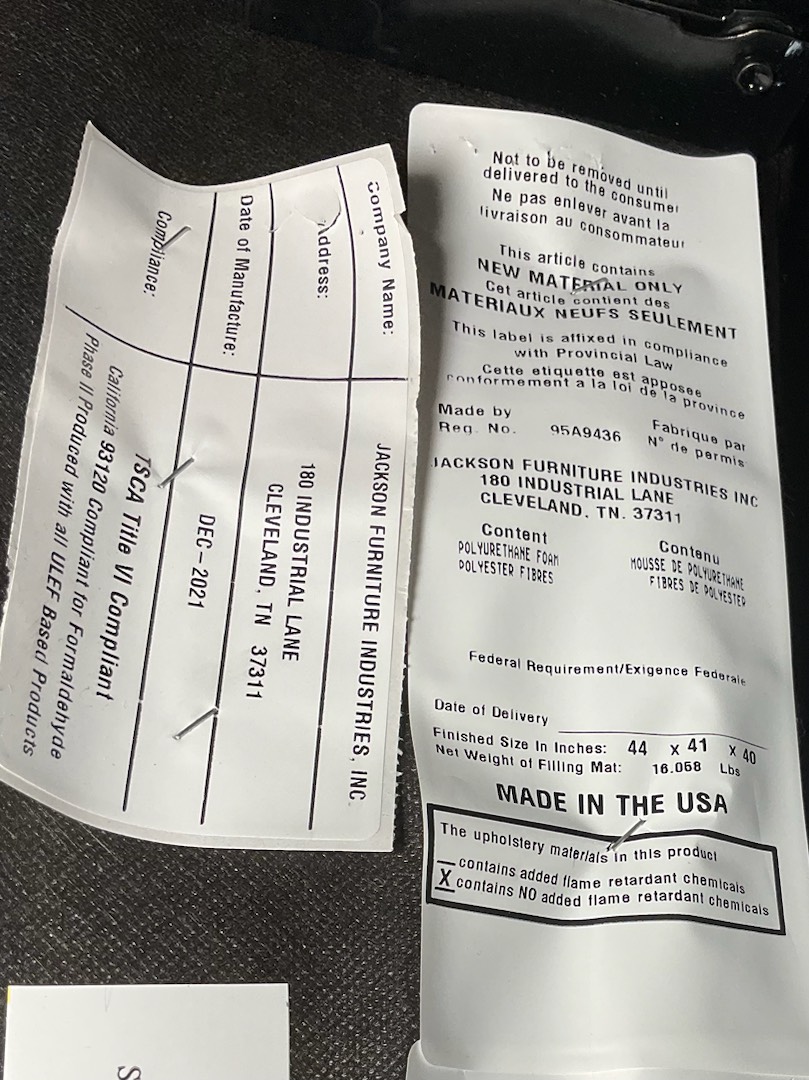 Company Name:
JACKSON FURNITURE INDUSTRIES, INC.
Address:
180 INDUSTRIAL LANE
CLEVELAND, TN 37311
Date of Manufacture:
DEC-2021
Compliance:
TSCA Title VI Compliant
California 93120 Compliant for Formaldehyde
Phase II Produced with all ULEF Based Products
Not to be removed until
delivered to the consumer
Ne pas enlever avant la
livraison au consommateur
This article contains
NEW MATERIAL ONLY
Cet article contient des
MATERIAUX NEUFS SEULEMENT
This label is affixed in compliance
with Provincial Law
Cette etiquette est apposee
conformement a la loi de la province
Made by Fabrique par
Reg. No. 95A9436 N° de permis
JACKSON FURNITURE INDUSTRIES INC
180 INDUSTRIAL LANE
CLEVELAND, TN. 37311
Content Contenu
POLYURETHANE FOAM MOUSSE DE POLYURETHANE
POLYESTER FIBRES FIBRES DE POLYESTER
Federal Requirement/Exigence Federale
Date of Delivery
Finished Size In Inches: 44 x 41 x 40
Net Weight of Filling Mat: 16.058 Lbs
MADE IN THE USA
The upholstery materials in this product
contains added flame retardant chemicals
X contains NO added flame retardant chemicals
S